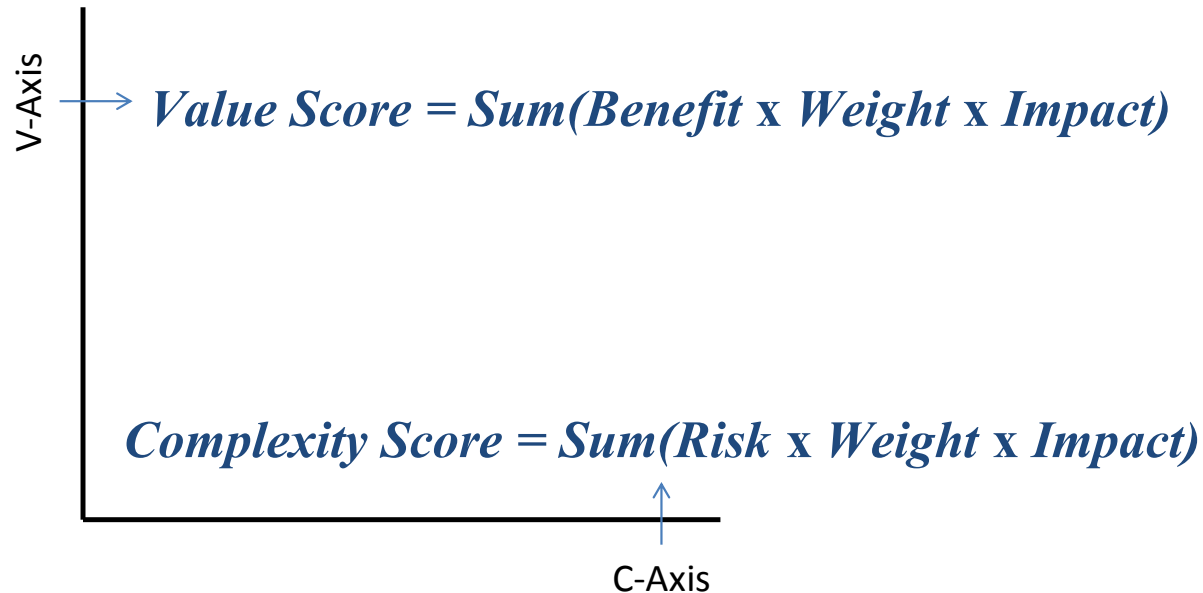 V-Axis
Value Score = Sum(Benefit x Weight x Impact)
Complexity Score = Sum(Risk x Weight x Impact)
C-Axis